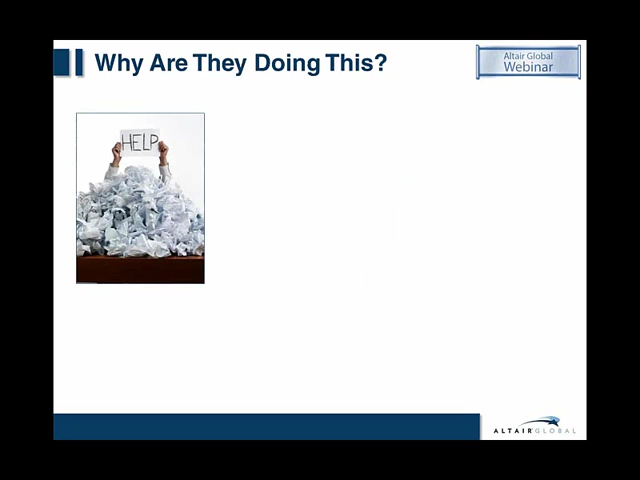 Why Are They Doing This?
Altair Global
Webinar
HELP
ALTAIR GLOBAL